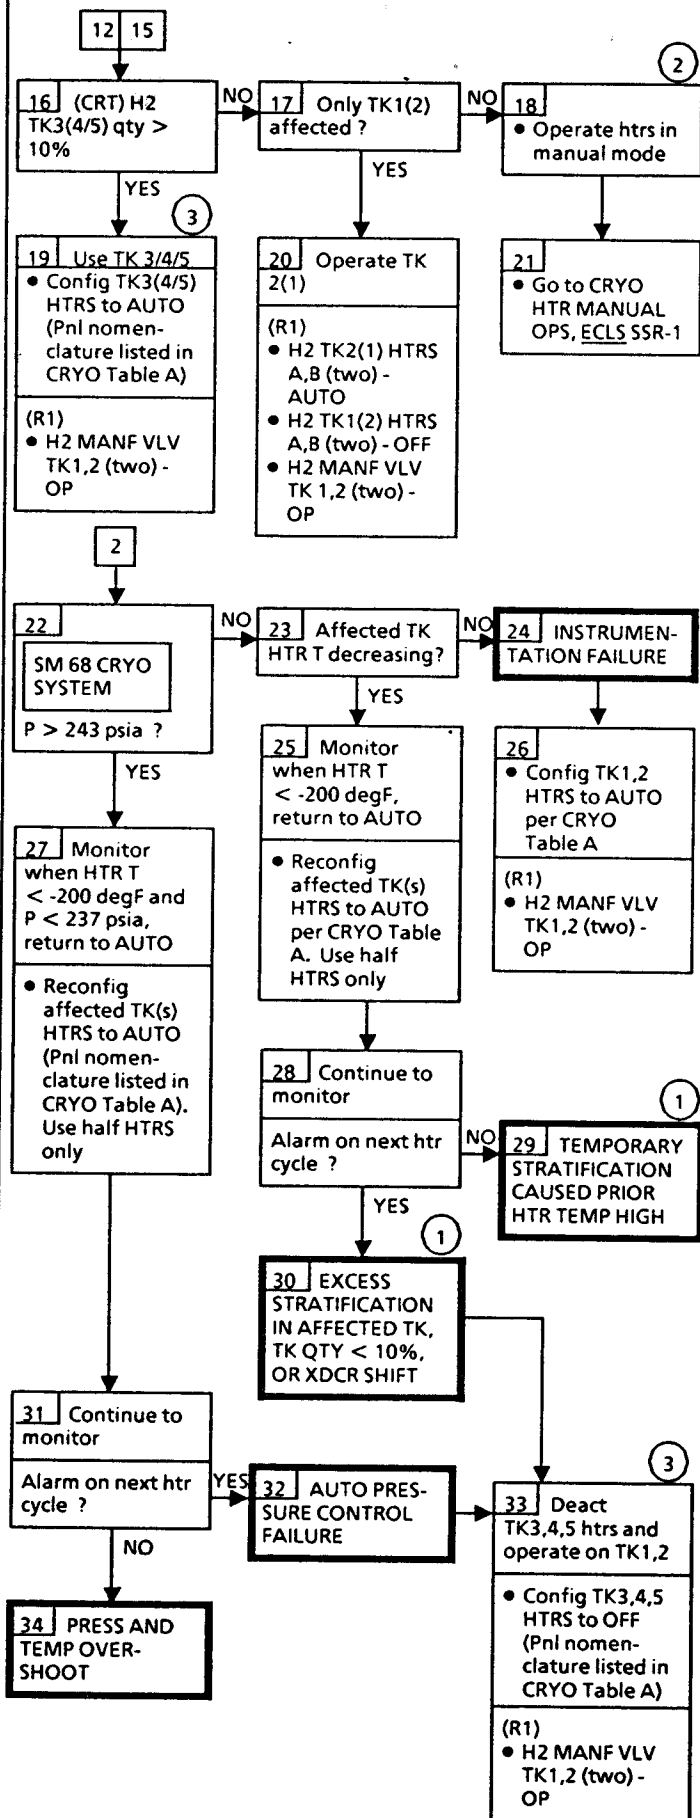 12 15
16 (CRT) H2
TK3(4/5) qty >
10%
NO
YES
17 Only TK1(2)
affected ?
NO
YES
2
18
• Operate htrs in
manual mode
3
19 Use TK 3/4/5
• Config TK3(4/5)
HTRS to AUTO
(Pnl nomen-
clature listed in
CRYO Table A)
(R1)
• H2 MANF VLV
TK1,2 (two) -
OP
20 Operate TK
2(1)
(R1)
• H2 TK2(1) HTRS
A,B (two) -
AUTO
• H2 TK1(2) HTRS
A,B (two) - OFF
• H2 MANF VLV
TK 1,2 (two) -
OP
21
• Go to CRYO
HTR MANUAL
OPS, ECLS SSR-1
2
22
SM 68 CRYO
SYSTEM
P > 243 psia ?
NO
YES
23 Affected TK
HTR T decreasing?
NO
YES
24 INSTRUMEN-
TATION FAILURE
25 Monitor
when HTR T
< -200 degF,
return to AUTO
• Reconfig
affected TK(s)
HTRS to AUTO
per CRYO Table
A. Use half
HTRS only
26
• Config TK1,2
HTRS to AUTO
per CRYO
Table A
(R1)
• H2 MANF VLV
TK1,2 (two) -
OP
27 Monitor
when HTR T
< -200 degF and
P < 237 psia,
return to AUTO
• Reconfig
affected TK(s)
HTRS to AUTO
(Pnl nomen-
clature listed in
CRYO Table A).
Use half HTRS
only
28 Continue to
monitor
Alarm on next htr
cycle ?
NO
YES
1
29 TEMPORARY
STRATIFICATION
CAUSED PRIOR
HTR TEMP HIGH
1
30 EXCESS
STRATIFICATION
IN AFFECTED TK,
TK QTY < 10%,
OR XDCR SHIFT
31 Continue to
monitor
Alarm on next htr
cycle ?
YES
NO
32 AUTO PRES-
SURE CONTROL
FAILURE
3
33 Deact
TK3,4,5 htrs and
operate on TK1,2
• Config TK3,4,5
HTRS to OFF
(Pnl nomen-
clature listed in
CRYO Table A)
(R1)
• H2 MANF VLV
TK1,2 (two) -
OP
34 PRESS AND
TEMP OVER-
SHOOT